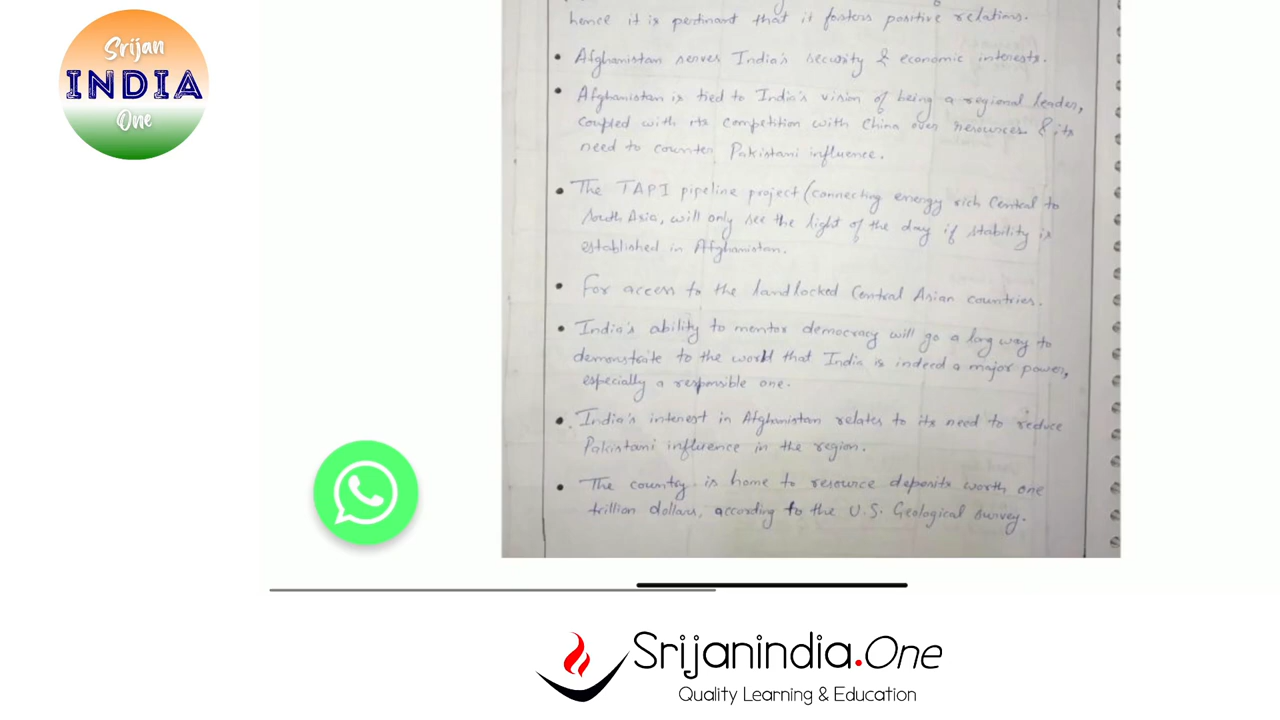 Srijan
INDIA
One
hence it is pertinant that it fosters positive relations.
• Afghanistan serves India's security & economic interests.
• Afghanistan is tied to India's vision of being a regional leader,
coupled with its competition with China over resources & its
need to counter Pakistani influence.
• The TAPI pipeline project (connecting energy rich Central to
South Asia, will only see the light of the day if stability is
established in Afghanistan.
• For access to the landlocked Central Asian countries.
• India's ability to mentor democracy will go a long way to
demonstrate to the world that India is indeed a major power,
especially a responsible one.
• India's interest in Afghanistan relates to its need to reduce
Pakistani influence in the region.
• The country is home to resource deposits worth one
trillion dollars, according to the U.S. Geological survey.
Srijanindia.One
Quality Learning & Education